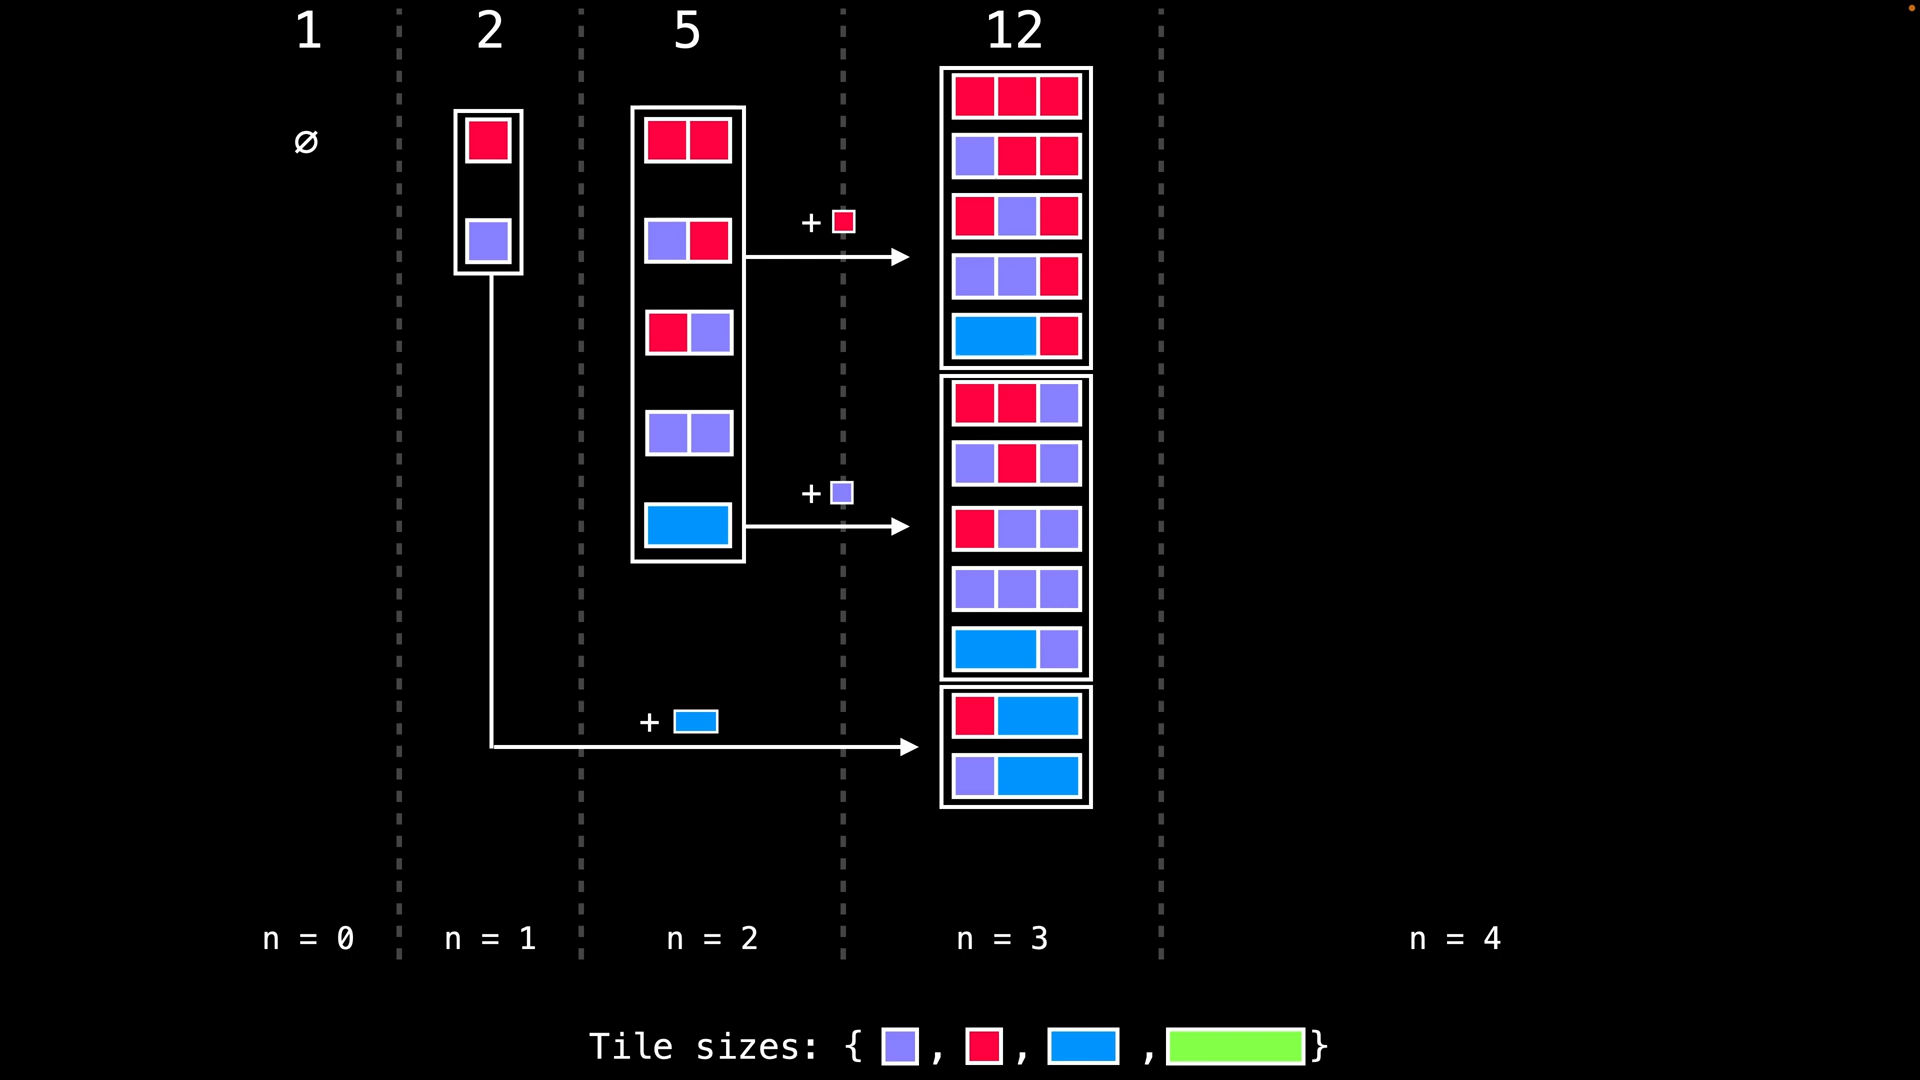 1 2 5 12
∅
+
+
+
n = 0 n = 1 n = 2 n = 3 n = 4
Tile sizes: { , , , }